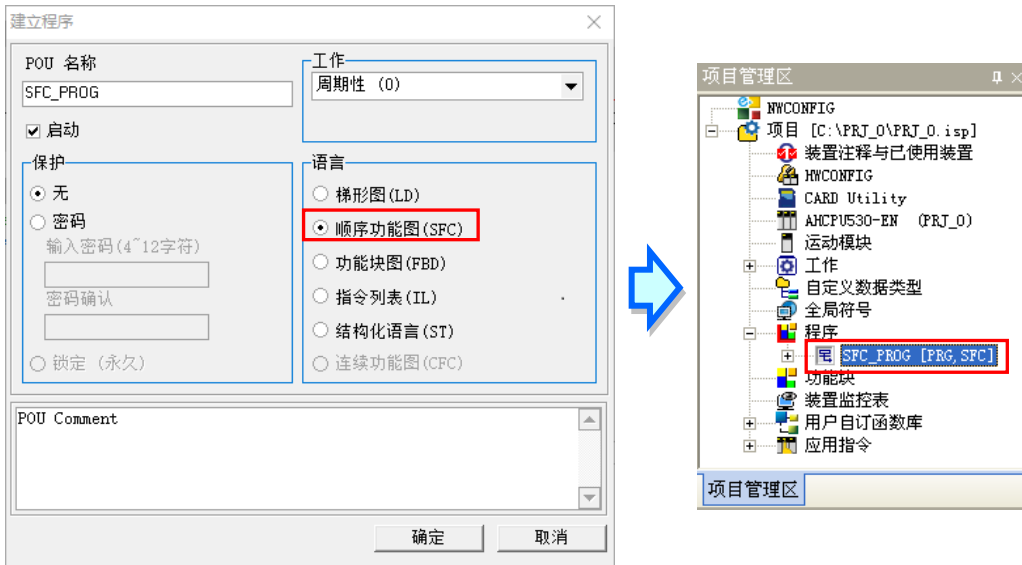 建立程序
POU 名称
SFC_PROG
启动
工作
周期性 (0)
保护
无
密码
输入密码(4~12字符)
密码确认
锁定 (永久)
语言
梯形图(LD)
顺序功能图(SFC)
功能块图(FBD)
指令列表(IL)
结构化语言(ST)
连续功能图(CFC)
POU Comment
确定
取消
项目管理区
NWCONFIG
项目 [C:\PRJ_0\PRJ_0.isp]
装置注释与已使用装置
HWCONFIG
CARD Utility
AHCPU530-EN (PRJ_0)
运动模块
工作
自定义数据类型
全局符号
程序
SFC_PROG [PRG,SFC]
功能块
装置监控表
用户自订函数库
应用指令
项目管理区